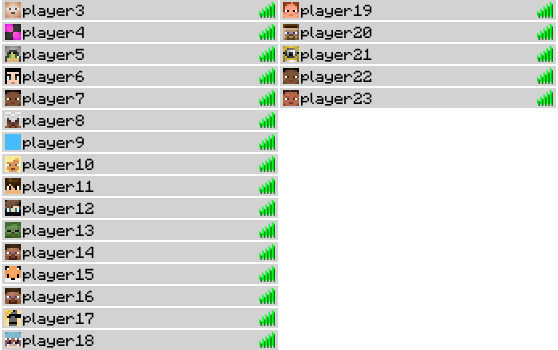 player3
player4
player5
player6
player7
player8
player9
player10
player11
player12
player13
player14
player15
player16
player17
player18
player19
player20
player21
player22
player23